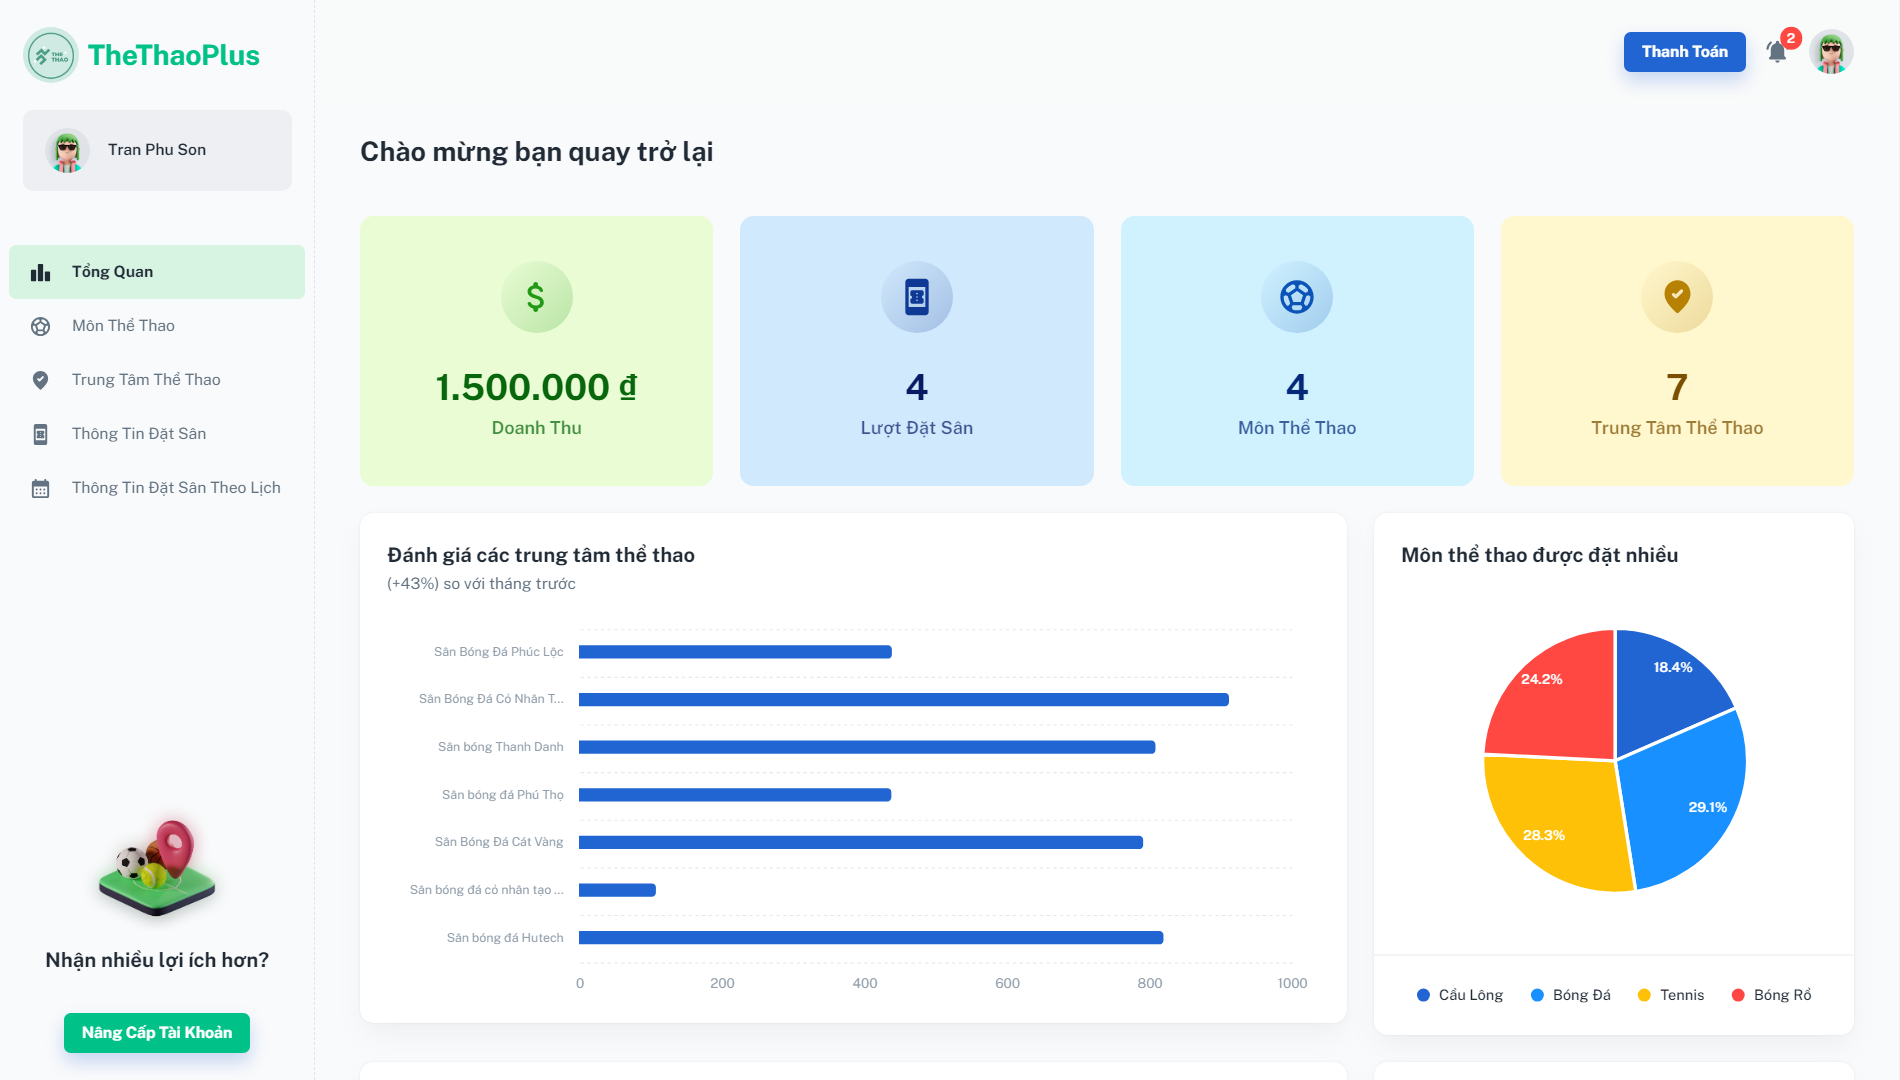 THE
THAO
TheThaoPlus
Thanh Toán
2
Tran Phu Son
Chào mừng bạn quay trở lại
Tổng Quan
Môn Thể Thao
Trung Tâm Thể Thao
Thông Tin Đặt Sân
Thông Tin Đặt Sân Theo Lịch
1.500.000 ₫
Doanh Thu
4
Lượt Đặt Sân
4
Môn Thể Thao
7
Trung Tâm Thể Thao
Đánh giá các trung tâm thể thao
(+43%) so với tháng trước
Sân Bóng Đá Phúc Lộc
Sân Bóng Đá Cỏ Nhân T...
Sân bóng Thanh Danh
Sân bóng đá Phú Thọ
Sân Bóng Đá Cát Vàng
Sân bóng đá cỏ nhân tạo ...
Sân bóng đá Hutech
0 200 400 600 800 1000
Môn thể thao được đặt nhiều
18.4%
24.2%
29.1%
28.3%
Cầu Lông Bóng Đá Tennis Bóng Rổ
Nhận nhiều lợi ích hơn?
Nâng Cấp Tài Khoản